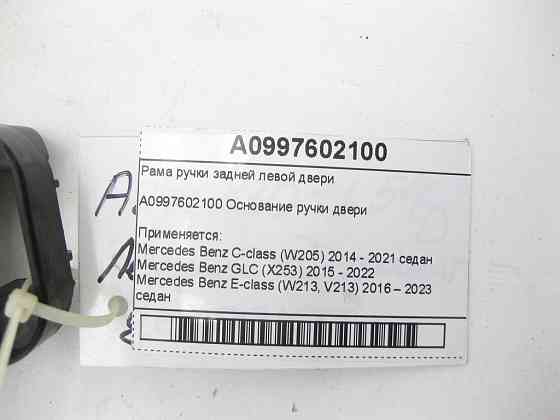 A0997602100
Рама ручки задней левой двери
A0997602100 Основание ручки двери
Применяется:
Mercedes Benz C-class (W205) 2014 - 2021 седан
Mercedes Benz GLC (X253) 2015 - 2022
Mercedes Benz E-class (W213, V213) 2016 – 2023
седан